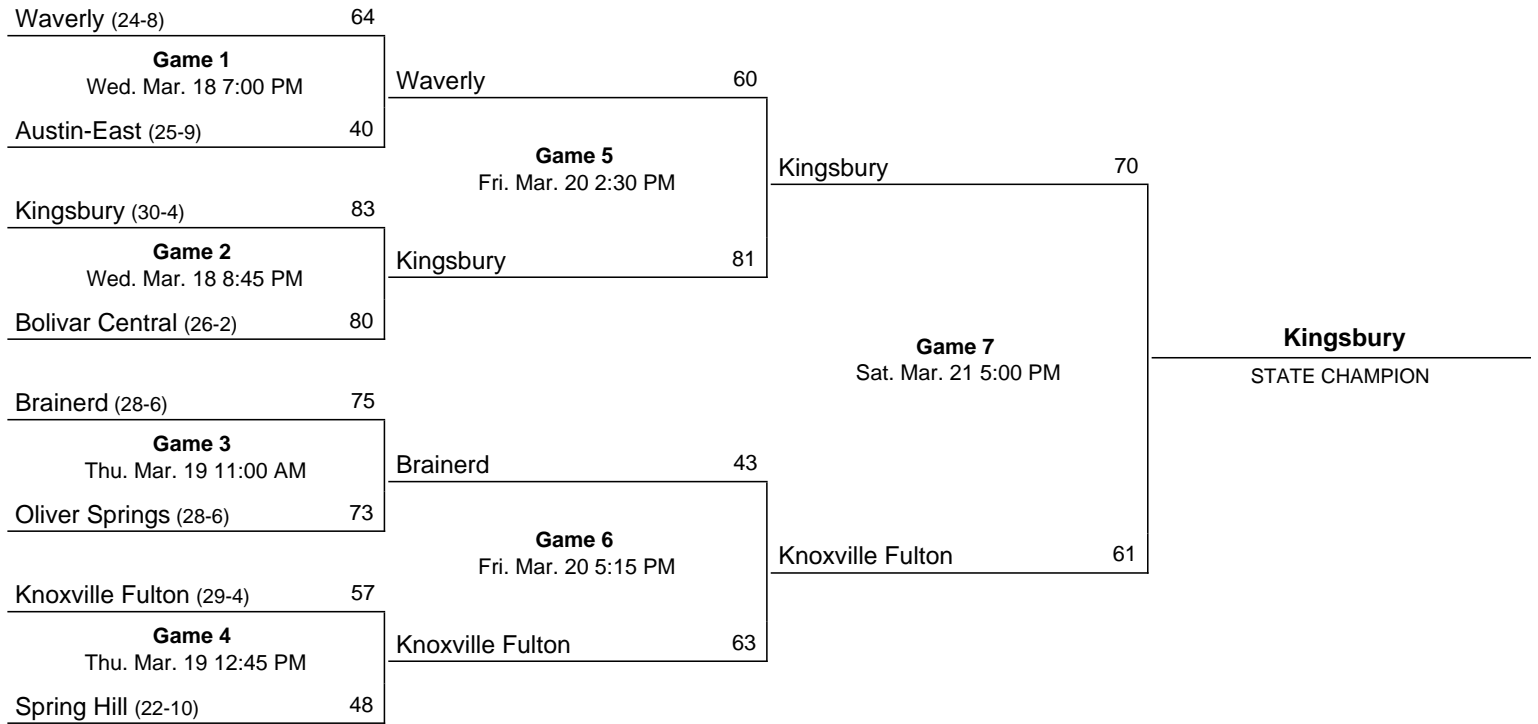 Waverly (24-8) 64
Game 1
Wed. Mar. 18 7:00 PM
Austin-East (25-9) 40
Kingsbury (30-4) 83
Game 2
Wed. Mar. 18 8:45 PM
Bolivar Central (26-2) 80
Brainerd (28-6) 75
Game 3
Thu. Mar. 19 11:00 AM
Oliver Springs (28-6) 73
Knoxville Fulton (29-4) 57
Game 4
Thu. Mar. 19 12:45 PM
Spring Hill (22-10) 48
Waverly 60
Game 5
Fri. Mar. 20 2:30 PM
Kingsbury 81
Brainerd 43
Game 6
Fri. Mar. 20 5:15 PM
Knoxville Fulton 63
Kingsbury 70
Game 7
Sat. Mar. 21 5:00 PM
Knoxville Fulton 61
Kingsbury
STATE CHAMPION